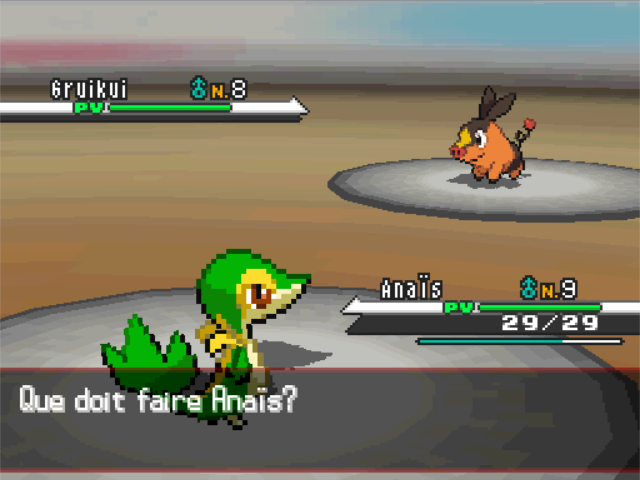 Gruikui ♂ N.8
PV
Anaïs ♂ N.9
PV
29/29
Que doit faire Anaïs?